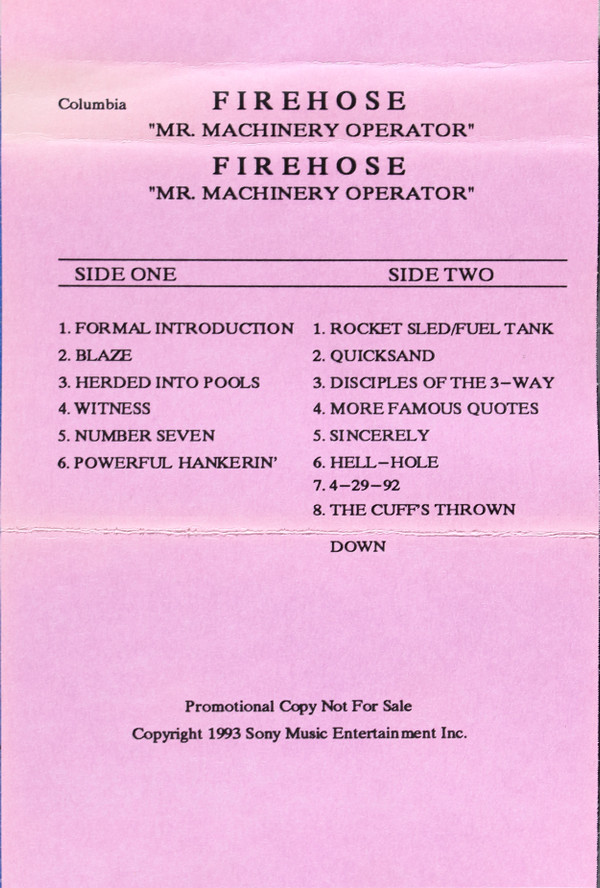 Columbia FIREHOSE
"MR. MACHINERY OPERATOR"
FIREHOSE
"MR. MACHINERY OPERATOR"
SIDE ONE
1. FORMAL INTRODUCTION
2. BLAZE
3. HERDED INTO POOLS
4. WITNESS
5. NUMBER SEVEN
6. POWERFUL HANKERIN'
SIDE TWO
1. ROCKET SLED/FUEL TANK
2. QUICKSAND
3. DISCIPLES OF THE 3–WAY
4. MORE FAMOUS QUOTES
5. SINCERELY
6. HELL–HOLE
7. 4–29–92
8. THE CUFF'S THROWN
DOWN
Promotional Copy Not For Sale
Copyright 1993 Sony Music Entertainment Inc.